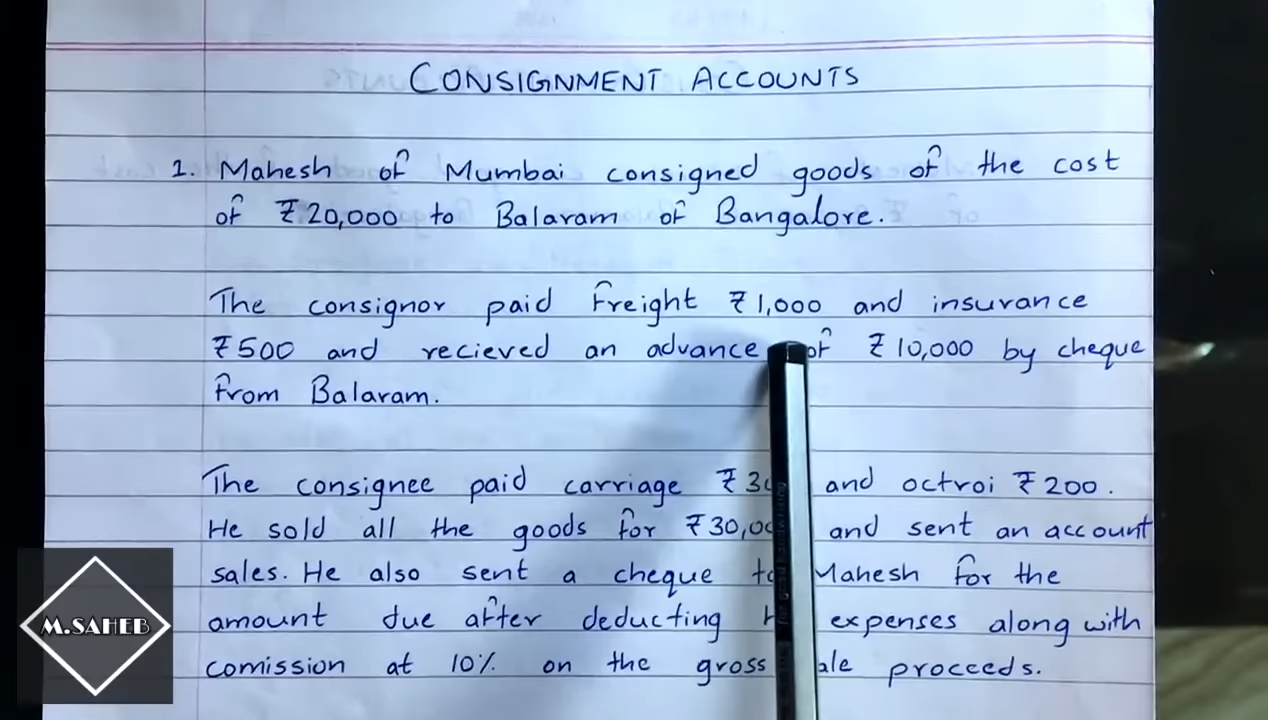 CONSIGNMENT ACCOUNTS
1. Mahesh of Mumbai consigned goods of the cost
of ₹20,000 to Balaram of Bangalore.
The consignor paid Freight ₹1,000 and insurance
₹500 and recieved an advance of ₹10,000 by cheque
from Balaram.
The consignee paid carriage and octroi ₹200.
He sold all the goods for and sent an account
sales. He also sent a cheque Mahesh for the
amount due after deducting expenses along with
comission at 10% on the gross proceeds.
M.SAHEB